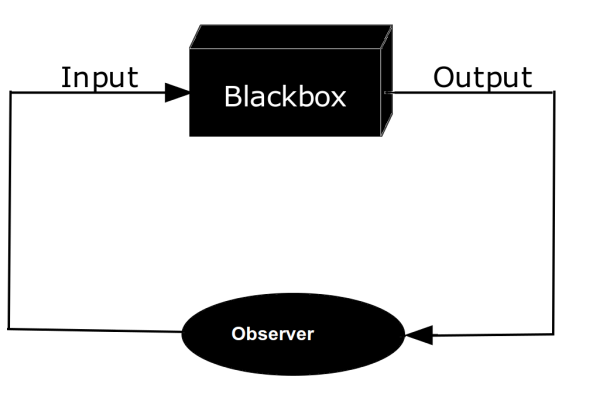 Input
Blackbox
Output
Observer